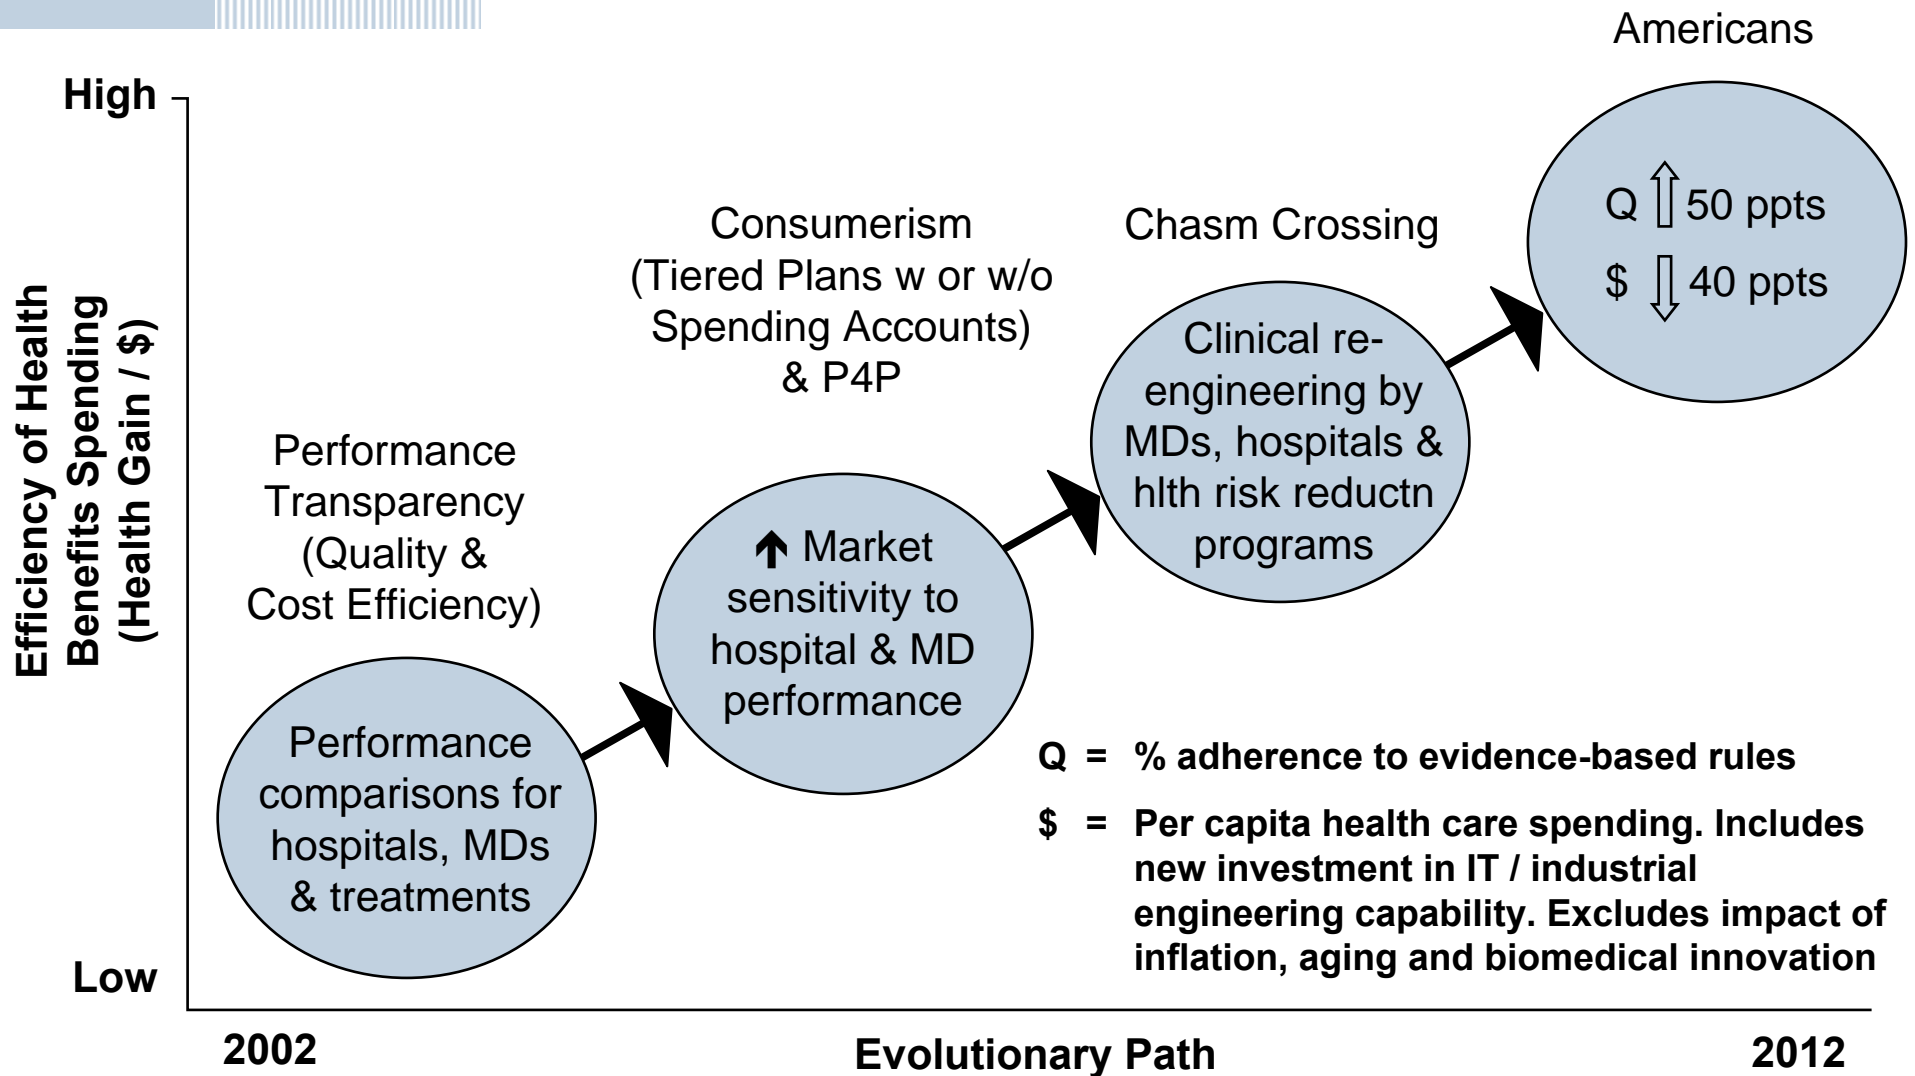 Americans
High
Efficiency of Health
Benefits Spending
(Health Gain / $)
Low
Performance
Transparency
(Quality &
Cost Efficiency)
Performance
comparisons for
hospitals, MDs
& treatments
Consumerism
(Tiered Plans w or w/o
Spending Accounts)
& P4P
↑ Market
sensitivity to
hospital & MD
performance
Chasm Crossing
Clinical re-
engineering by
MDs, hospitals &
hlth risk reductn
programs
Q ⇧ 50 ppts
$ ⇩ 40 ppts
Q = % adherence to evidence-based rules
$ = Per capita health care spending. Includes
new investment in IT / industrial
engineering capability. Excludes impact of
inflation, aging and biomedical innovation
2002
Evolutionary Path
2012